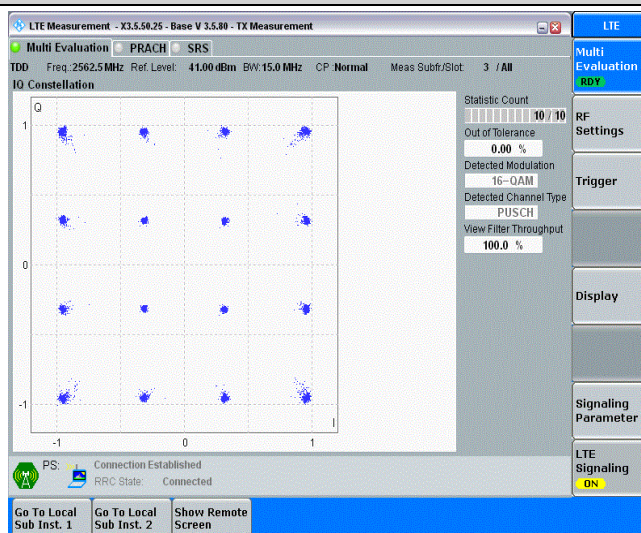 LTE Measurement - X3.5.50.25 - Base V 3.5.80 - TX Measurement
LTE
Multi Evaluation PRACH SRS
Multi Evaluation
RDY
TDD Freq.:2562.5 MHz Ref. Level: 41.00 dBm BW:15.0 MHz CP :Normal Meas Subfr./Slot: 3 / All
IQ Constellation
Q
1
0
-1
-1 0 1
I
Statistic Count
10 / 10
Out of Tolerance
0.00 %
Detected Modulation
16-QAM
Detected Channel Type
PUSCH
View Filter Throughput
100.0 %
RF
Settings
Trigger
Display
Signaling
Parameter
LTE
Signaling
ON
PS: Connection Established
RRC State: Connected
Go To Local
Sub Inst. 1
Go To Local
Sub Inst. 2
Show Remote
Screen